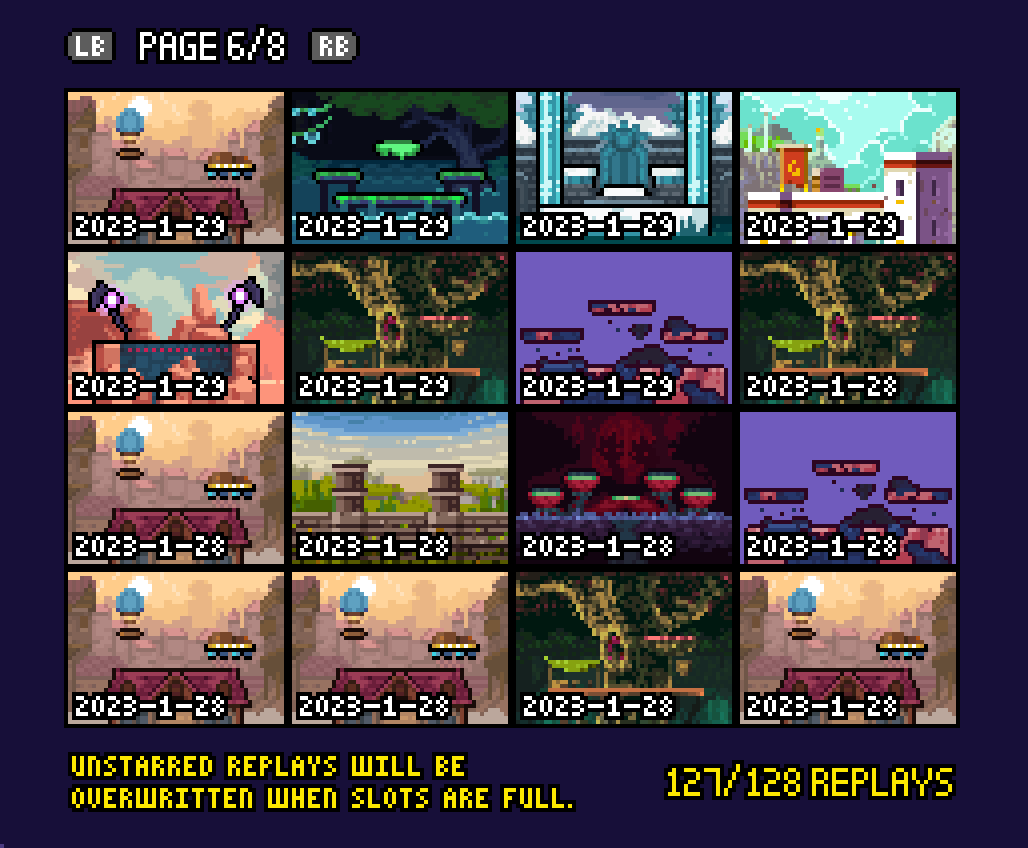 LB PAGE 6/8 RB
2023-1-29 2023-1-29 2023-1-29 2023-1-29
2023-1-29 2023-1-29 2023-1-29 2023-1-28
2023-1-28 2023-1-28 2023-1-28 2023-1-28
2023-1-28 2023-1-28 2023-1-28 2023-1-28
UNSTARRED REPLAYS WILL BE
OVERWRITTEN WHEN SLOTS ARE FULL.
127/128 REPLAYS